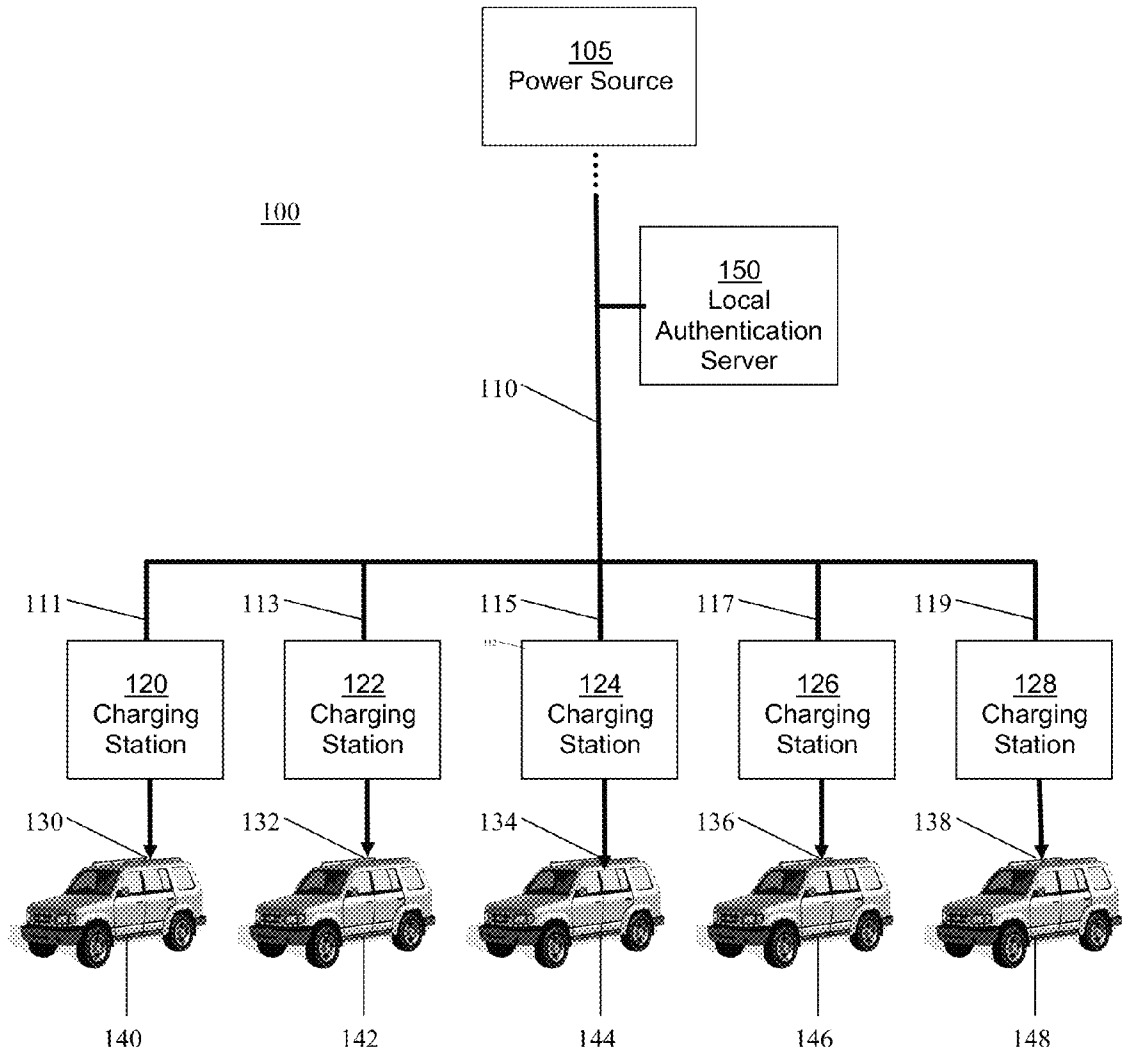 105
Power Source
100
150
Local
Authentication
Server
110
111
113
115
117
119
120
Charging
Station
122
Charging
Station
124
Charging
Station
126
Charging
Station
128
Charging
Station
130
132
134
136
138
140
142
144
146
148